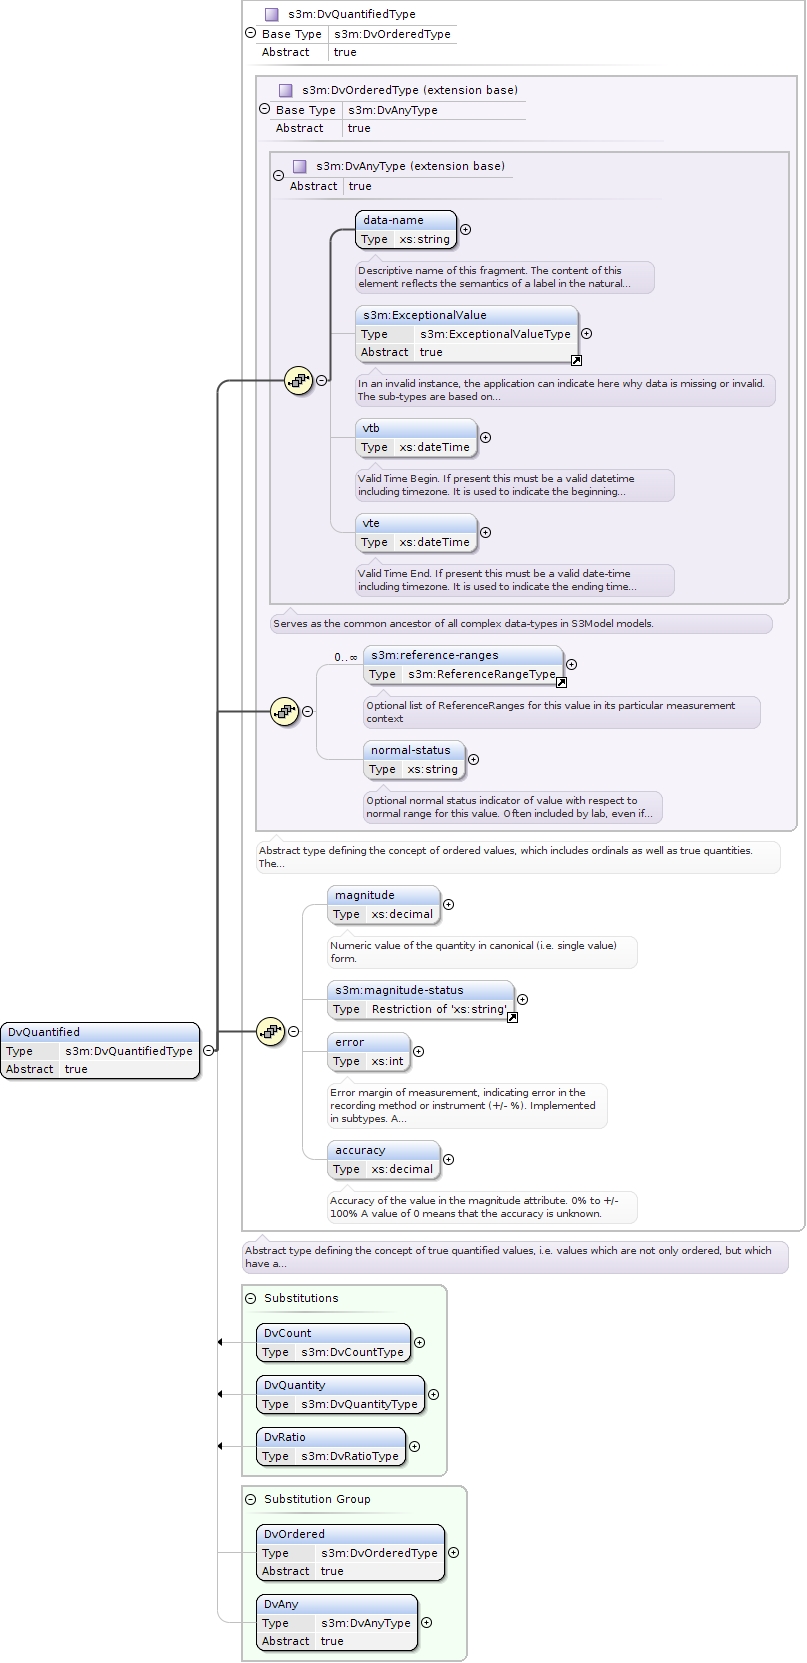 s3m:DvQuantifiedType
Base Type s3m:DvOrderedType
Abstract true
s3m:DvOrderedType (extension base)
Base Type s3m:DvAnyType
Abstract true
s3m:DvAnyType (extension base)
Abstract true
data-name
Type xs:string
Descriptive name of this fragment. The content of this
element reflects the semantics of a label in the natural...
s3m:ExceptionalValue
Type s3m:ExceptionalValueType
Abstract true
In an invalid instance, the application can indicate here why data is missing or invalid.
The sub-types are based on...
vtb
Type xs:dateTime
Valid Time Begin. If present this must be a valid datetime
including timezone. It is used to indicate the beginning...
vte
Type xs:dateTime
Valid Time End. If present this must be a valid date-time
including timezone. It is used to indicate the ending time...
Serves as the common ancestor of all complex data-types in S3Model models.
0..∞
s3m:reference-ranges
Type s3m:ReferenceRangeType
Optional list of ReferenceRanges for this value in its particular measurement
context
normal-status
Type xs:string
Optional normal status indicator of value with respect to
normal range for this value. Often included by lab, even if...
Abstract type defining the concept of ordered values, which includes ordinals as well as true quantities.
The...
magnitude
Type xs:decimal
Numeric value of the quantity in canonical (i.e. single value)
form.
s3m:magnitude-status
Type Restriction of 'xs:string'
error
Type xs:int
Error margin of measurement, indicating error in the
recording method or instrument (+/- %). Implemented
in subtypes. A...
accuracy
Type xs:decimal
Accuracy of the value in the magnitude attribute. 0% to +/-
100% A value of 0 means that the accuracy is unknown.
DvQuantified
Type s3m:DvQuantifiedType
Abstract true
Abstract type defining the concept of true quantified values, i.e. values which are not only ordered, but which
have a...
Substitutions
DvCount
Type s3m:DvCountType
DvQuantity
Type s3m:DvQuantityType
DvRatio
Type s3m:DvRatioType
Substitution Group
DvOrdered
Type s3m:DvOrderedType
Abstract true
DvAny
Type s3m:DvAnyType
Abstract true